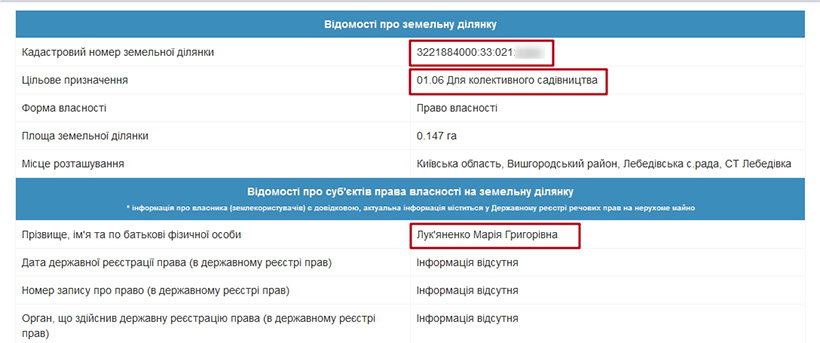 Відомості про земельну ділянку
Кадастровий номер земельної ділянки 3221884000:33:021:
Цільове призначення 01.06 Для колективного садівництва
Форма власності Право власності
Площа земельної ділянки 0.147 га
Місце розташування Київська область, Вишгородський район, Лебедівська с.рада, СТ Лебедівка
Відомості про суб'єктів права власності на земельну ділянку
* інформація про власника (землекористувачів) є довідковою, актуальна інформація міститься у Державному реєстрі речових прав на нерухоме майно
Прізвище, ім'я та по батькові фізичної особи Лук'яненко Марія Григорівна
Дата державної реєстрації права (в державному реєстрі прав) Інформація відсутня
Номер запису про право (в державному реєстрі прав) Інформація відсутня
Орган, що здійснив державну реєстрацію права (в державному реєстрі Інформація відсутня
прав)